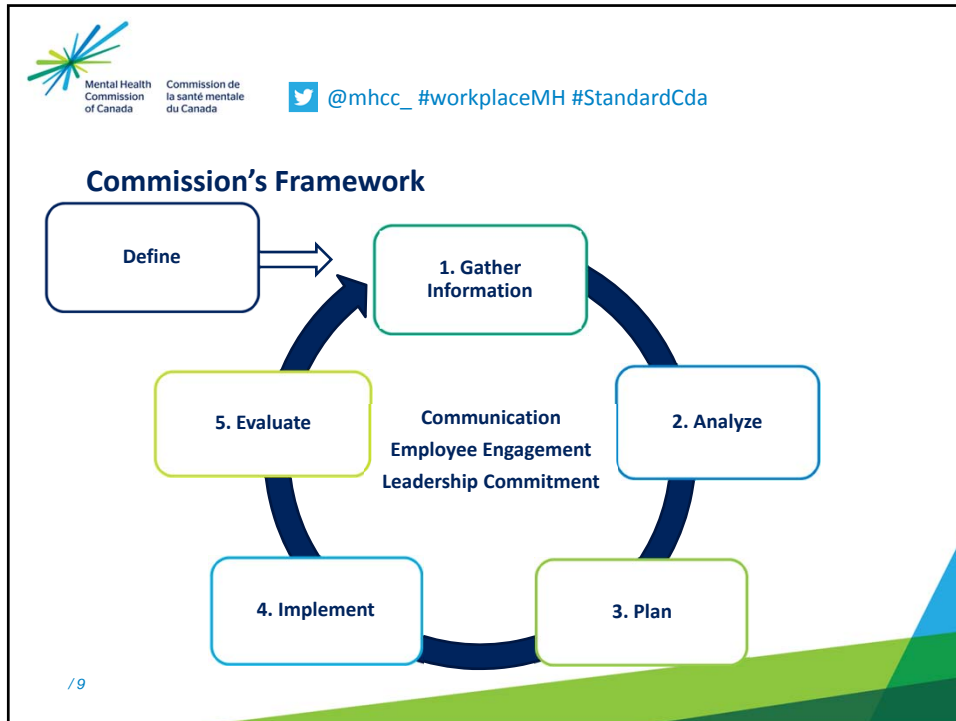 Mental Health
Commission
of Canada
Commission de
la santé mentale
du Canada
@mhcc_ #workplaceMH #StandardCda
Commission’s Framework
Define
1. Gather
Information
5. Evaluate
Communication
Employee Engagement
Leadership Commitment
2. Analyze
4. Implement
3. Plan
/ 9